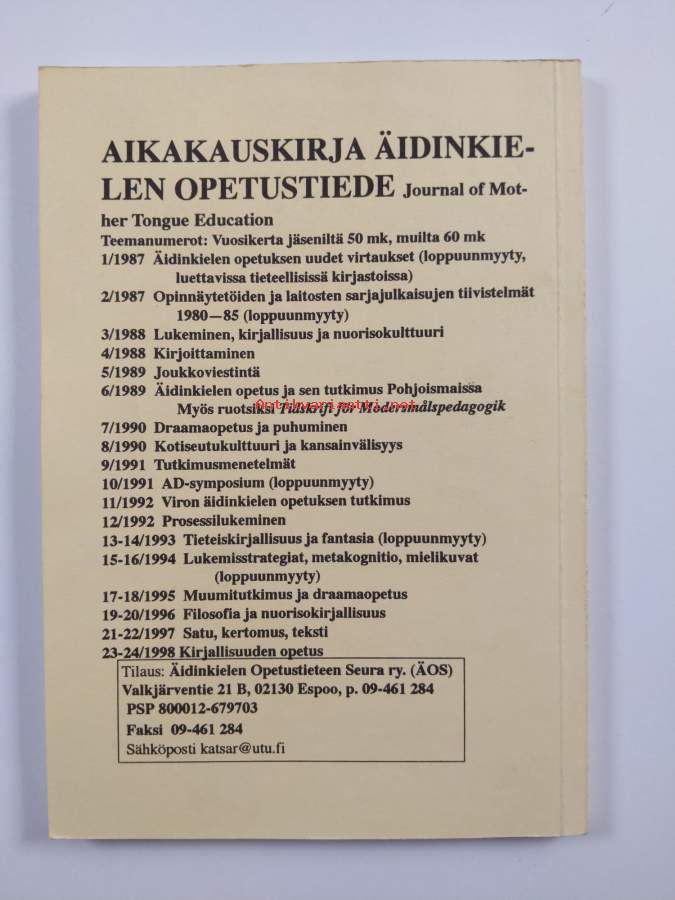 AIKAKAUSKIRJA ÄIDINKIE-
LEN OPETUSTIEDE Journal of Mot-
her Tongue Education
Teemanumerot: Vuosikerta jäseniltä 50 mk, muilta 60 mk
1/1987 Äidinkielen opetuksen uudet virtaukset (loppuunmyyty,
luettavissa tieteellisissä kirjastoissa)
2/1987 Opinnäytetöiden ja laitosten sarjajulkaisujen tiivistelmät
1980—85 (loppuunmyyty)
3/1988 Lukeminen, kirjallisuus ja nuorisokulttuuri
4/1988 Kirjoittaminen
5/1989 Joukkoviestintä
6/1989 Äidinkielen opetus ja sen tutkimus Pohjoismaissa
Antikvariaatti.net
Myös ruotsiksi Tidskrift för Modersmålspedagogik
7/1990 Draamaopetus ja puhuminen
8/1990 Kotiseutukulttuuri ja kansainvälisyys
9/1991 Tutkimusmenetelmät
10/1991 AD-symposium (loppuunmyyty)
11/1992 Viron äidinkielen opetuksen tutkimus
12/1992 Prosessilukeminen
13-14/1993 Tieteiskirjallisuus ja fantasia (loppuunmyyty)
15-16/1994 Lukemisstrategiat, metakognitio, mielikuvat
(loppuunmyyty)
17-18/1995 Muumitutkimus ja draamaopetus
19-20/1996 Filosofia ja nuorisokirjallisuus
21-22/1997 Satu, kertomus, teksti
23-24/1998 Kirjallisuuden opetus
Tilaus: Äidinkielen Opetustieteen Seura ry. (ÄOS)
Valkjärventie 21 B, 02130 Espoo, p. 09-461 284
PSP 800012-679703
Faksi 09-461 284
Sähköposti katsar@utu.fi